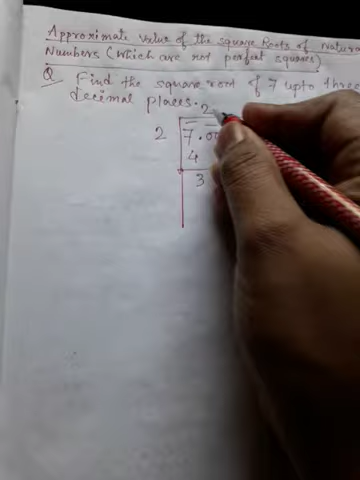 Approximate value of the square Roots of Natural
Numbers (which are not perfect squares)
Q Find the square root of 7 upto three
decimal places.
2
2 7.00
4
3